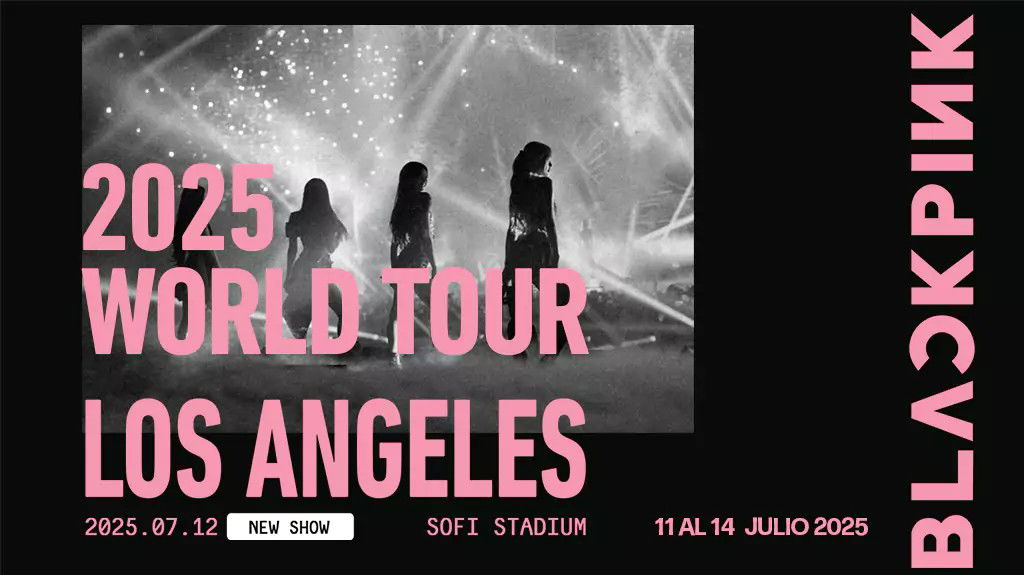 2025
WORLD TOUR
LOS ANGELES
2025.07.12 NEW SHOW SOFI STADIUM 11 AL 14 JULIO 2025
BLACKPINK